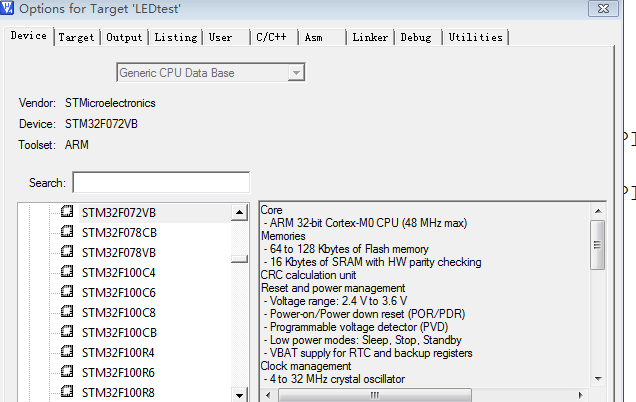 Options for Target 'LEDtest'
Device Target Output Listing User C/C++ Asm Linker Debug Utilities
Generic CPU Data Base
Vendor: STMicroelectronics
Device: STM32F072VB
Toolset: ARM
Search:
STM32F072VB
STM32F078CB
STM32F078VB
STM32F100C4
STM32F100C6
STM32F100C8
STM32F100CB
STM32F100R4
STM32F100R6
STM32F100R8
Core
- ARM 32-bit Cortex-M0 CPU (48 MHz max)
Memories
- 64 to 128 Kbytes of Flash memory
- 16 Kbytes of SRAM with HW parity checking
CRC calculation unit
Reset and power management
- Voltage range: 2.4 V to 3.6 V
- Power-on/Power down reset (POR/PDR)
- Programmable voltage detector (PVD)
- Low power modes: Sleep, Stop, Standby
- VBAT supply for RTC and backup registers
Clock management
- 4 to 32 MHz crystal oscillator